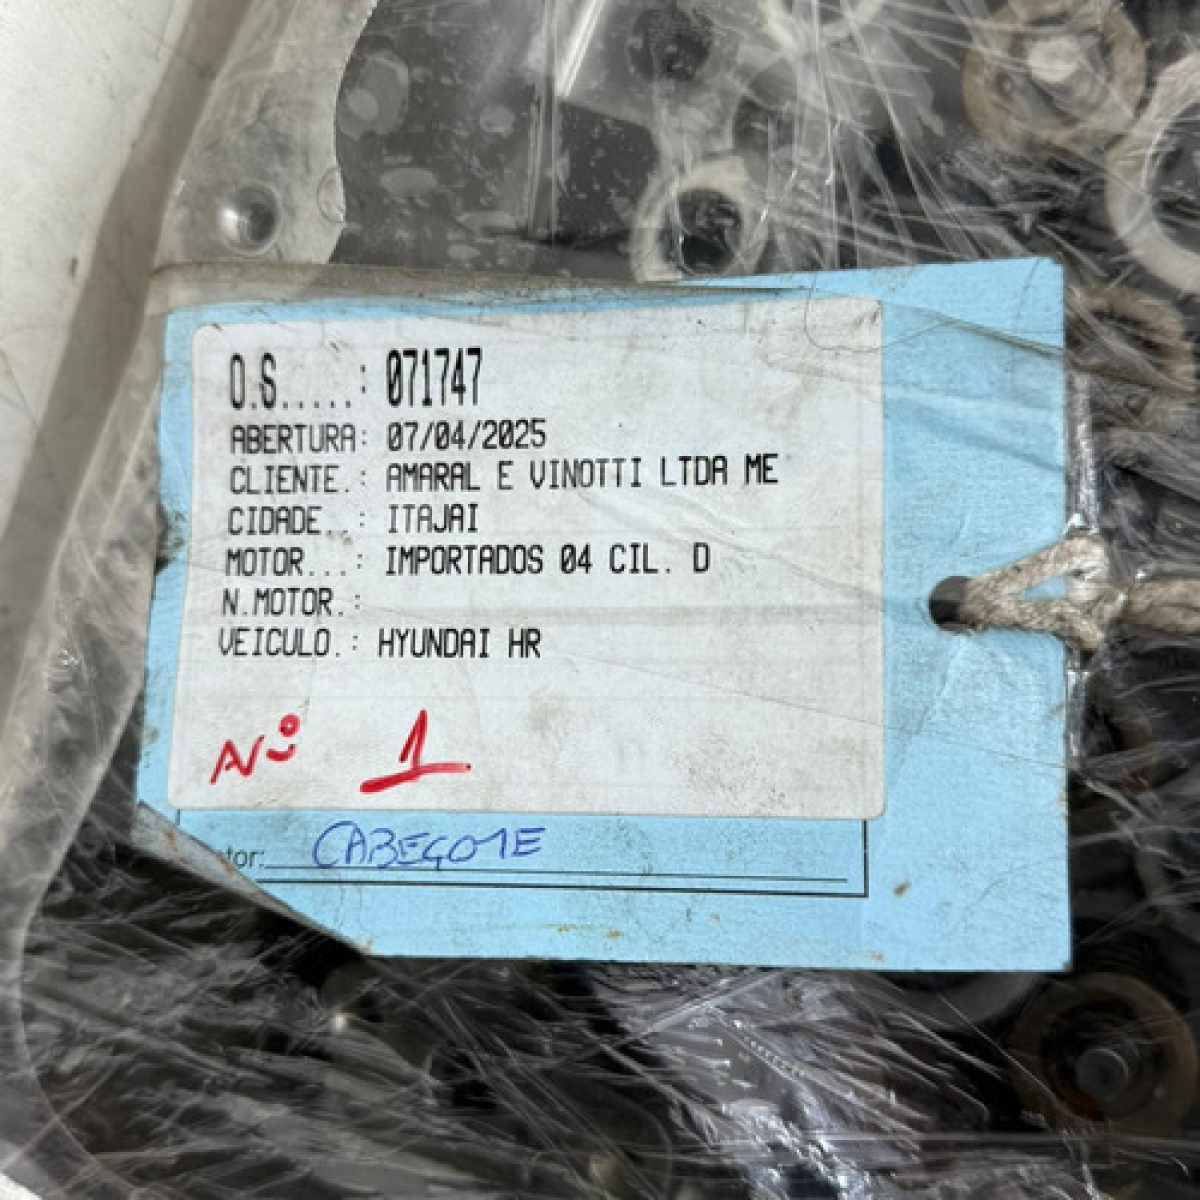 O.S.....: 071747
ABERTURA: 07/04/2025
CLIENTE.: AMARAL E VINOTTI LTDA ME
CIDADE..: ITAJAI
MOTOR...: IMPORTADOS 04 CIL. D
N.MOTOR.:
VEICULO.: HYUNDAI HR
Nº 1
tor: CABEÇOTE